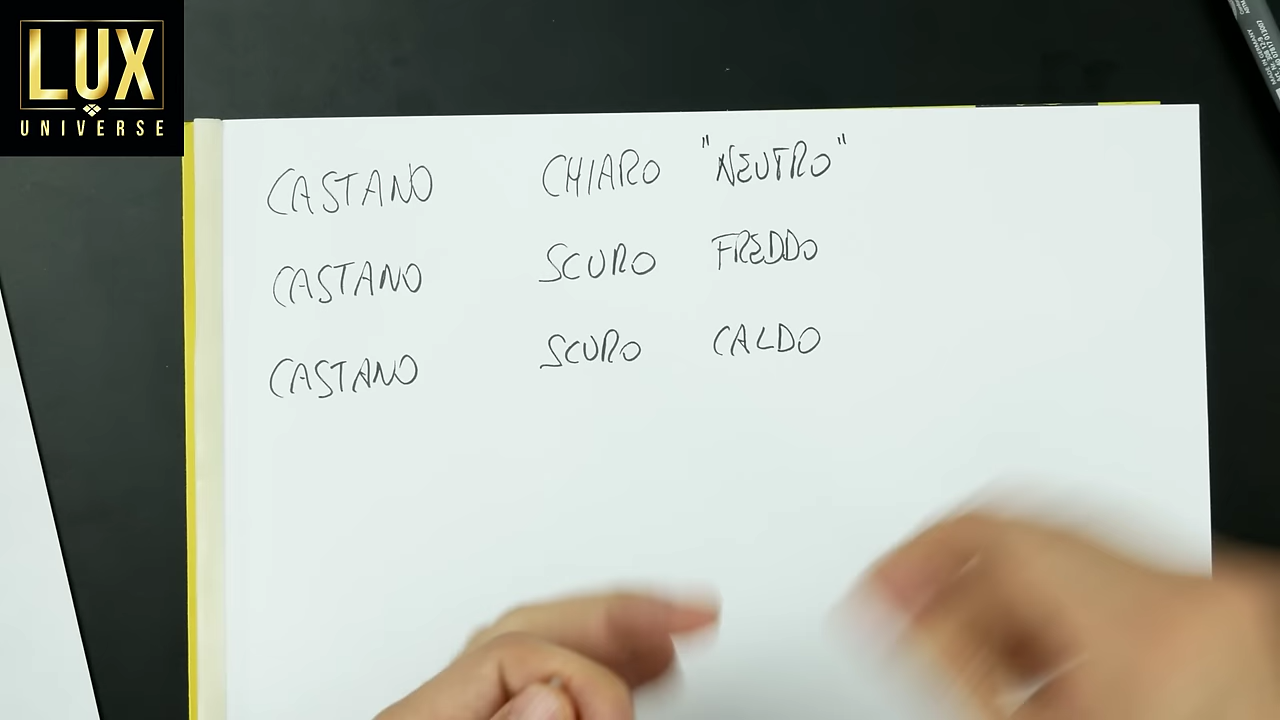 LUX
UNIVERSE
CASTANO CHIARO "NEUTRO"
CASTANO SCURO FREDDO
CASTANO SCURO CALDO